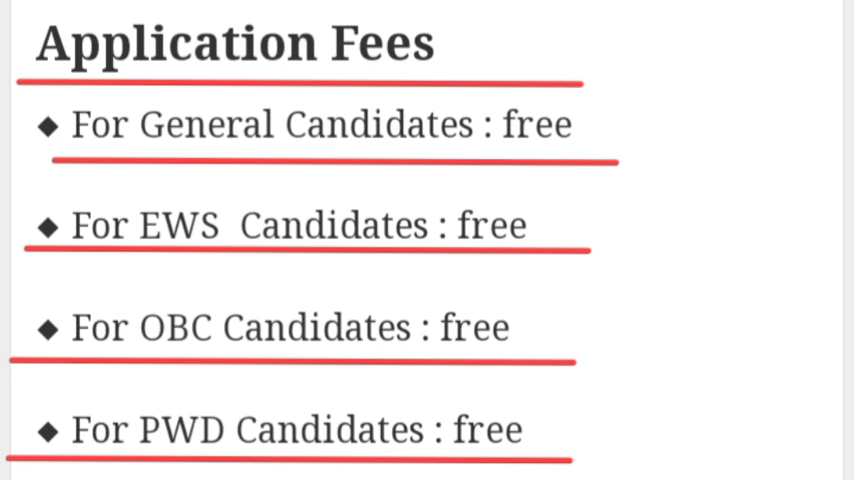 Application Fees
◆ For General Candidates : free
◆ For EWS  Candidates : free
◆ For OBC Candidates : free
◆ For PWD Candidates : free